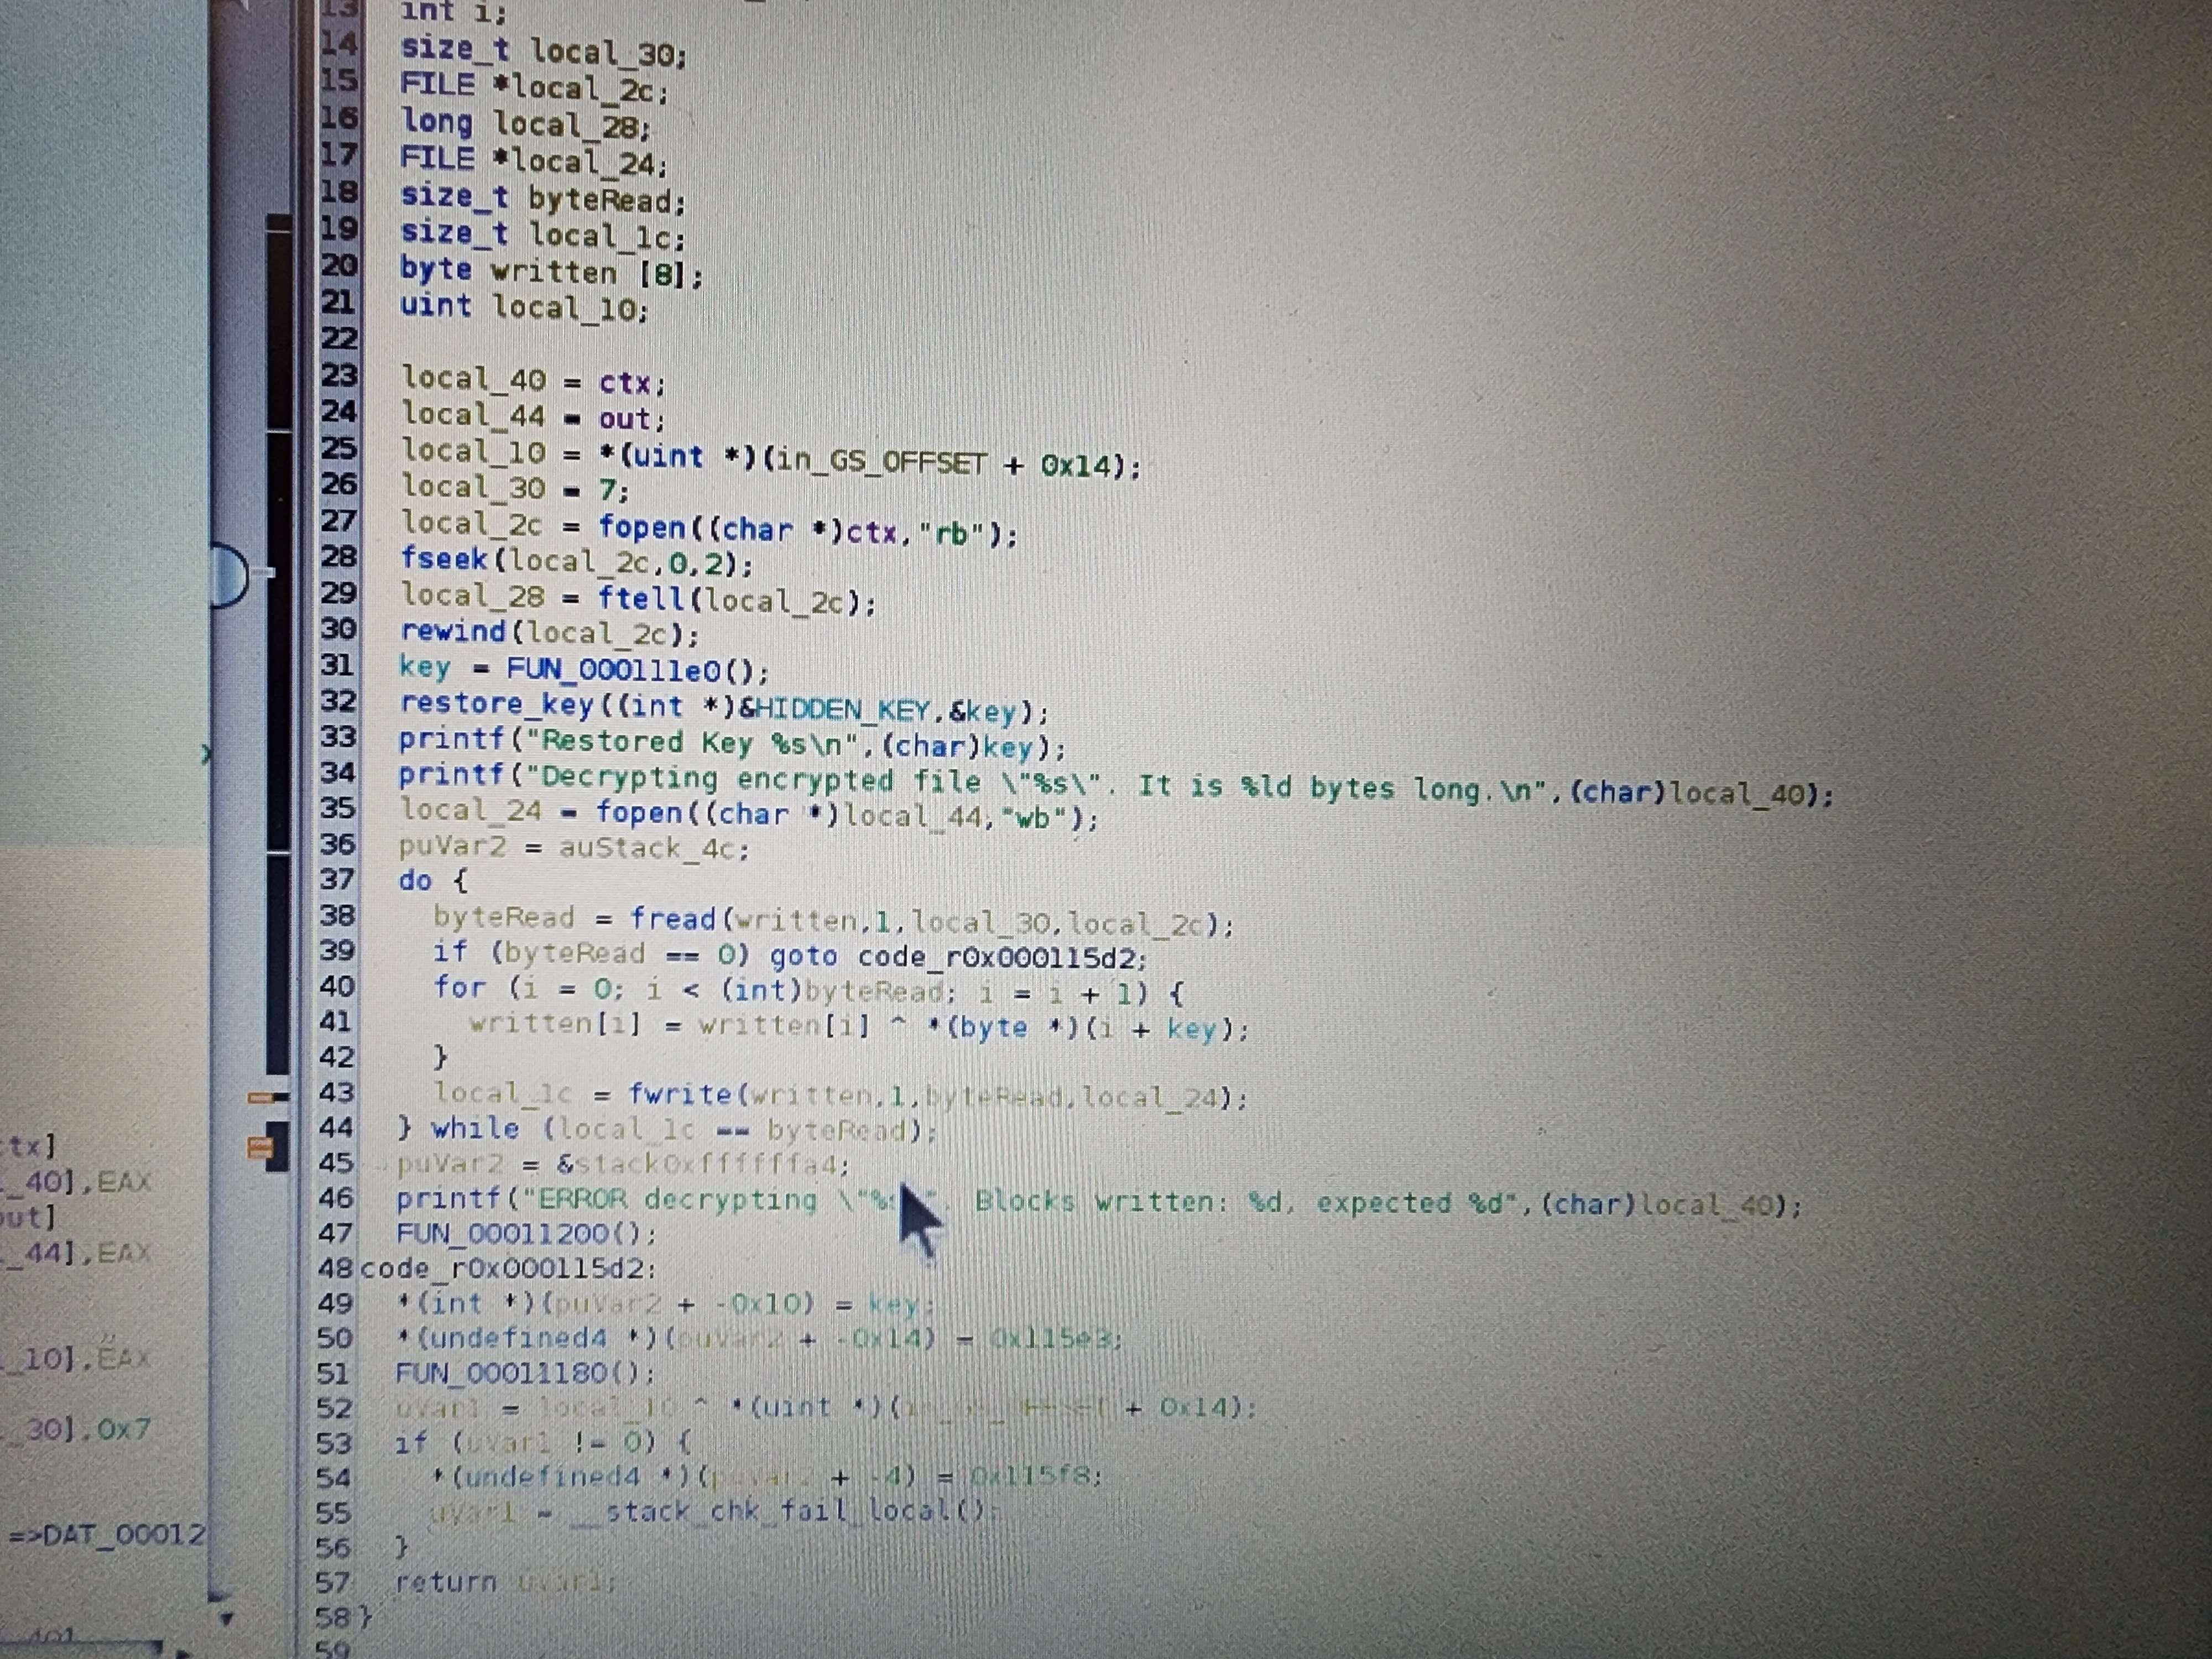 13 int i;
14 size_t local_30;
15 FILE *local_2c;
16 long local_28;
17 FILE *local_24;
18 size_t byteRead;
19 size_t local_1c;
20 byte written [8];
21 uint local_10;
22
23 local_40 = ctx;
24 local_44 = out;
25 local_10 = *(uint *)(in_GS_OFFSET + 0x14);
26 local_30 = 7;
27 local_2c = fopen((char *)ctx,"rb");
28 fseek(local_2c,0,2);
29 local_28 = ftell(local_2c);
30 rewind(local_2c);
31 key = FUN_000111e0();
32 restore_key((int *)&HIDDEN_KEY,&key);
33 printf("Restored Key %s\n",(char)key);
34 printf("Decrypting encrypted file \"%s\". It is %ld bytes long.\n",(char)local_40);
35 local_24 = fopen((char *)local_44,"wb");
36 puVar2 = auStack_4c;
37 do {
38 byteRead = fread(written,1,local_30,local_2c);
39 if (byteRead == 0) goto code_r0x000115d2;
40 for (i = 0; i < (int)byteRead; i = i + 1) {
41 written[i] = written[i] ^ *(byte *)(i + key);
42 }
43 local_1c = fwrite(written,1,byteRead,local_24);
44 } while (local_1c == byteRead);
45 puVar2 = &stack0xffffffa4;
46 printf("ERROR decrypting \"%s Blocks written: %d, expected %d",(char)local_40);
47 FUN_00011200();
48 code_r0x000115d2:
49 *(int *)(puVar2 + -0x10) = key;
50 *(undefined4 *)(puVar2 + -0x14) = 0x115e3;
51 FUN_00011180();
52 uVar1 = local_10 ^ *(uint *)( + 0x14);
53 if (uVar1 != 0) {
54 *(undefined4 *)(puVar2 + -4) = 0x115f8;
55 uVar1 = __stack_chk_fail_local();
56 }
57 return uVar1;
58 }
59
tx]
_40],EAX
out]
_44],EAX
_10],EAX
_30],0x7
=>DAT_00012